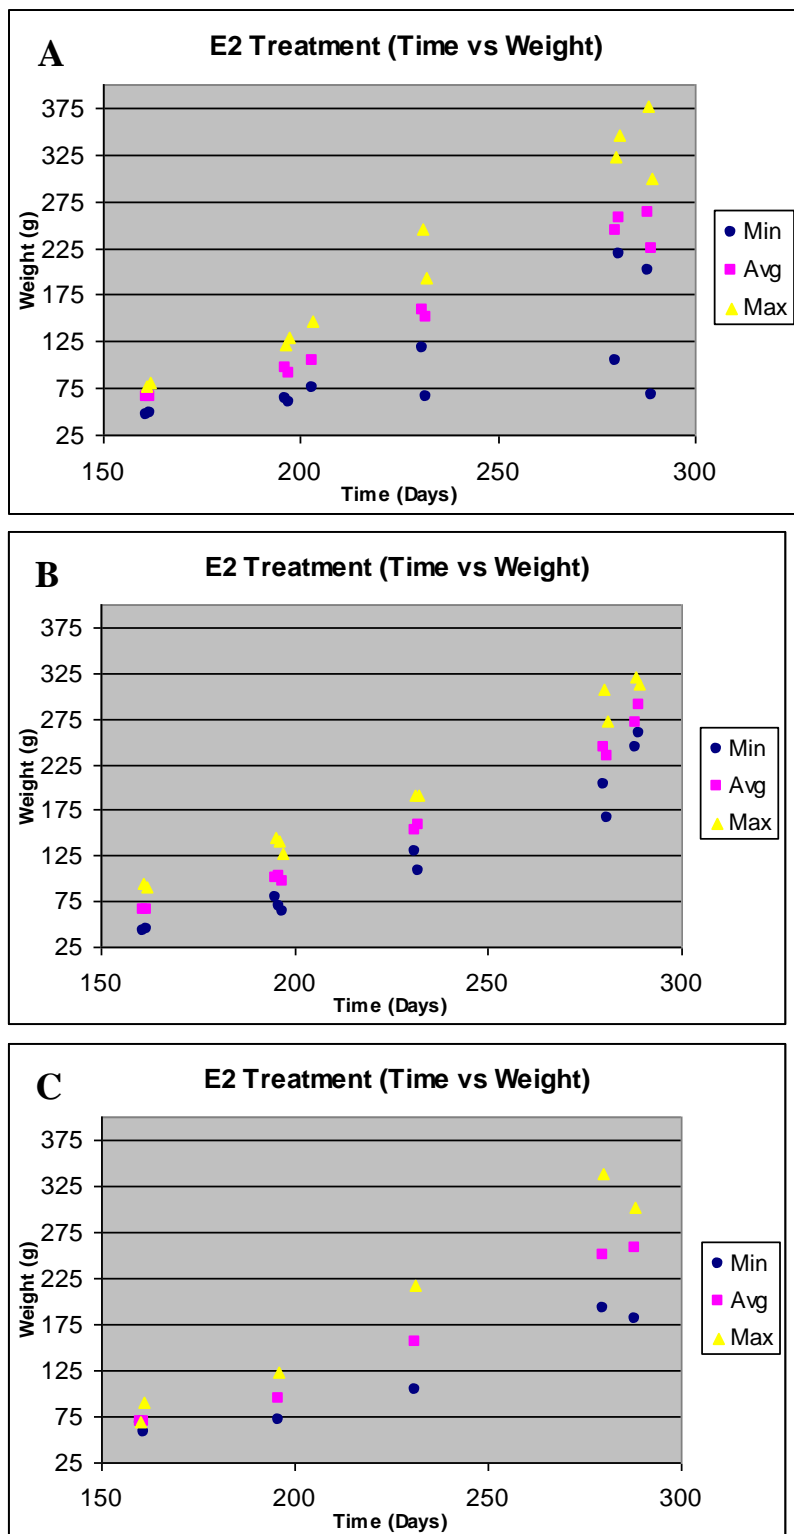 A
E2 Treatment (Time vs Weight)
375
325
275
225
175
125
75
25
Weight (g)
150
200
250
300
Time (Days)
Min
Avg
Max
B
E2 Treatment (Time vs Weight)
375
325
275
225
175
125
75
25
Weight (g)
150
200
250
300
Time (Days)
Min
Avg
Max
C
E2 Treatment (Time vs Weight)
375
325
275
225
175
125
75
25
Weight (g)
150
200
250
300
Time (Days)
Min
Avg
Max